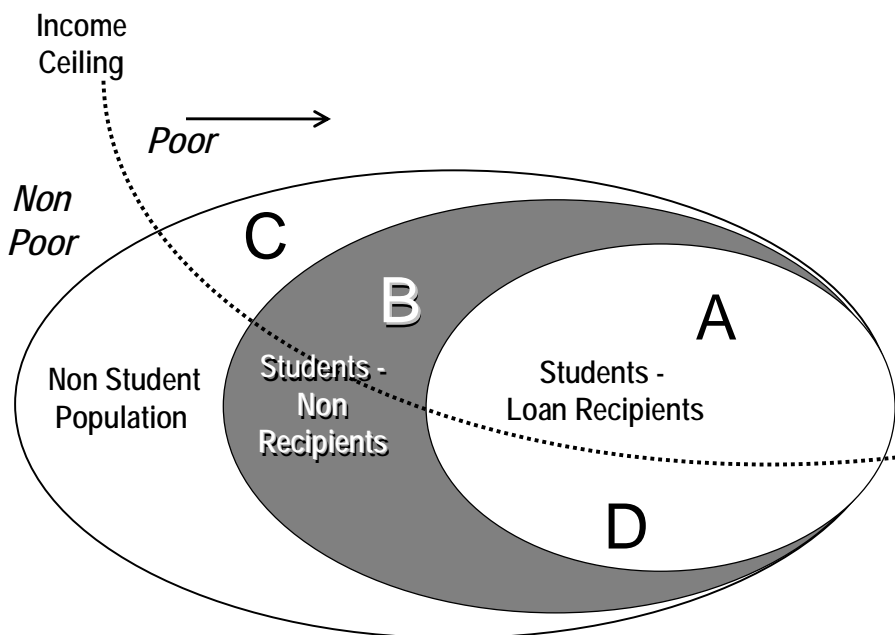 Income
Ceiling
Poor
Non
Poor
C
B
A
Non Student
Population
Students -
Non
Recipients
Students -
Loan Recipients
D